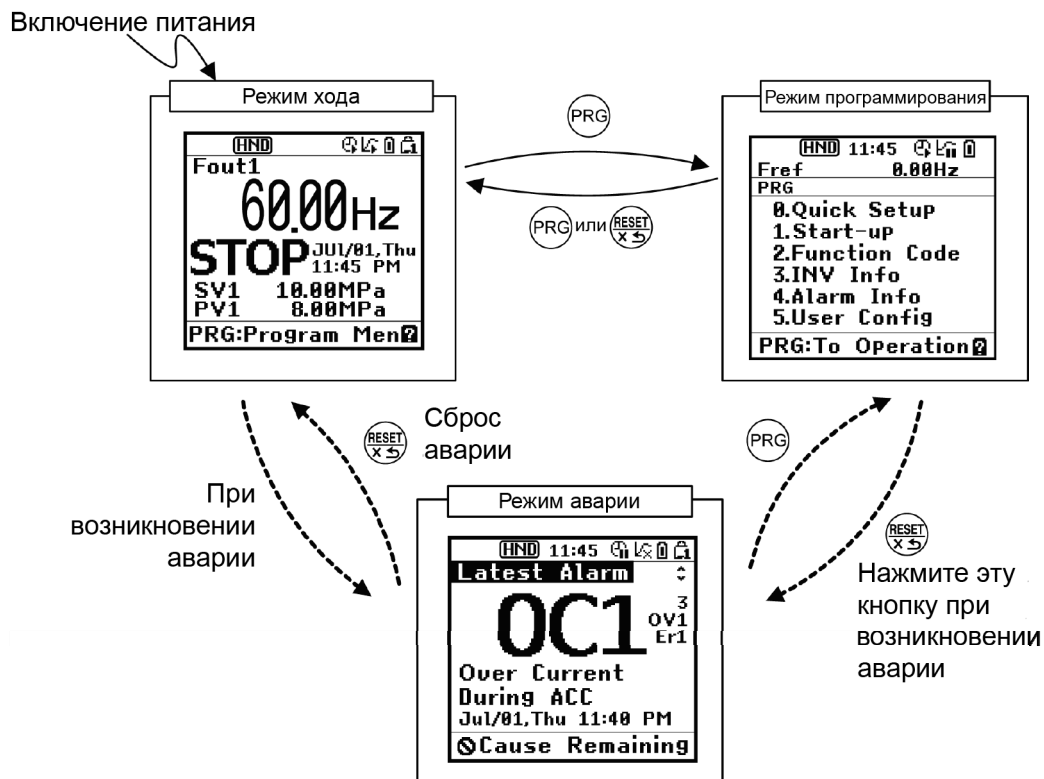 Включение питания
Режим хода
HND
Fout1
60.00Hz
STOP
JUl/01,Thu
11:45 PM
SV1 10.00MPa
PV1 8.00MPa
PRG:Program Men?
PRG
PRG или RESET
Режим программирования
HND 11:45
Fref 0.00Hz
PRG
0.Quick Setup
1.Start-up
2.Function Code
3.INV Info
4.Alarm Info
5.User Config
PRG:To Operation?
При
возникновении
аварии
RESET
Сброс
аварии
Режим аварии
HND 11:45
Latest Alarm
OC1
3
OV1
Er1
Over Current
During ACC
Jul/01,Thu 11:40 PM
Cause Remaining
PRG
RESET
Нажмите эту
кнопку при
возникновении
аварии